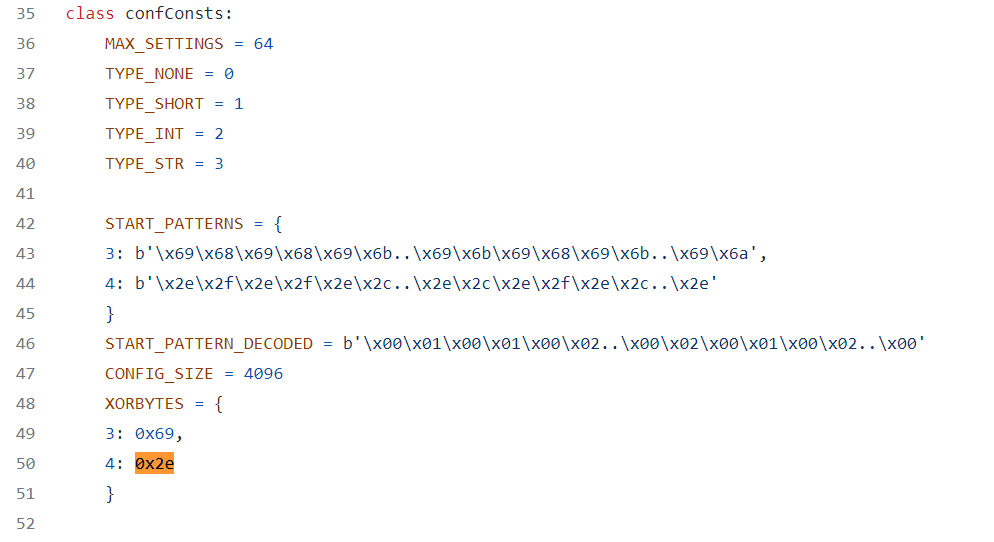 35 class confConsts:
36     MAX_SETTINGS = 64
37     TYPE_NONE = 0
38     TYPE_SHORT = 1
39     TYPE_INT = 2
40     TYPE_STR = 3
41
42     START_PATTERNS = {
43     3: b'\x69\x68\x69\x68\x69\x6b..\x69\x6b\x69\x68\x69\x6b..\x69\x6a',
44     4: b'\x2e\x2f\x2e\x2f\x2e\x2c..\x2e\x2c\x2e\x2f\x2e\x2c..\x2e'
45     }
46     START_PATTERN_DECODED = b'\x00\x01\x00\x01\x00\x02..\x00\x02\x00\x01\x00\x02..\x00'
47     CONFIG_SIZE = 4096
48     XORBYTES = {
49     3: 0x69,
50     4: 0x2e
51     }
52